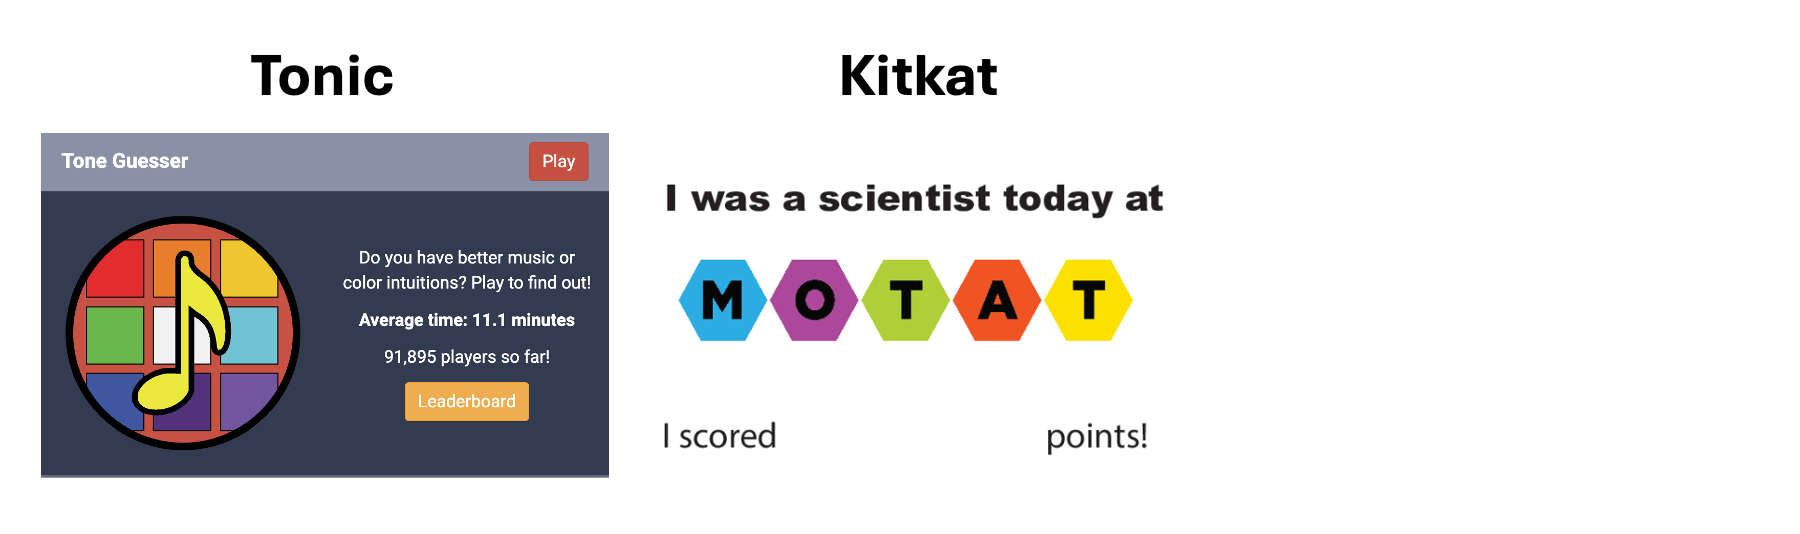 Tonic
Tone Guesser
Play
Do you have better music or
color intuitions? Play to find out!
Average time: 11.1 minutes
91,895 players so far!
Leaderboard
Kitkat
I was a scientist today at
MOTAT
I scored points!